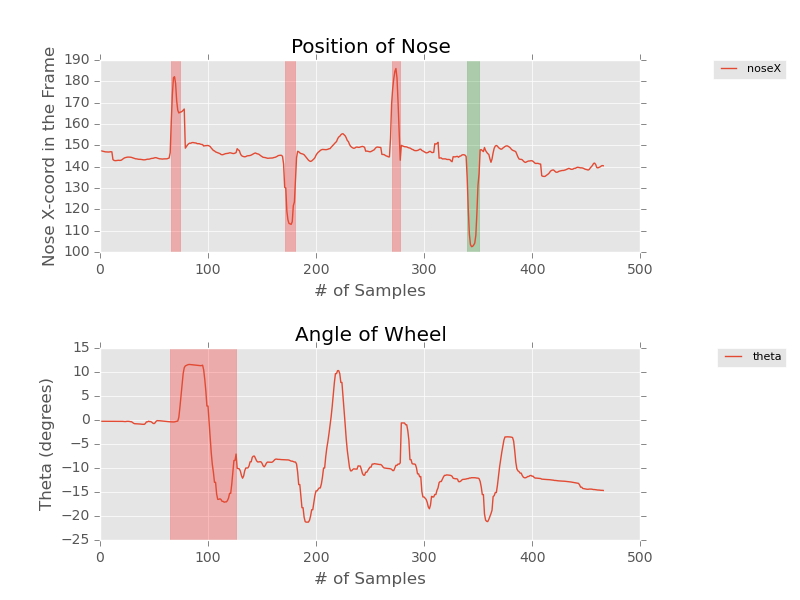 Position of Nose
Nose X-coord in the Frame
190
180
170
160
150
140
130
120
110
100
0 100 200 300 400 500
# of Samples
noseX
Angle of Wheel
Theta (degrees)
15
10
5
0
−5
−10
−15
−20
−25
0 100 200 300 400 500
# of Samples
theta